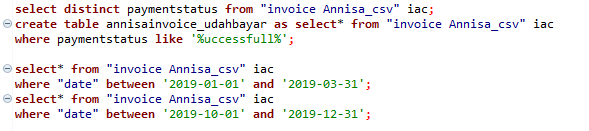 select distinct paymentstatus from "invoice Annisa_csv" iac;
create table annisainvoice_udahbayar as select* from "invoice Annisa_csv" iac
where paymentstatus like '%uccessfull%';
select* from "invoice Annisa_csv" iac
where "date" between '2019-01-01' and '2019-03-31';
select* from "invoice Annisa_csv" iac
where "date" between '2019-10-01' and '2019-12-31';